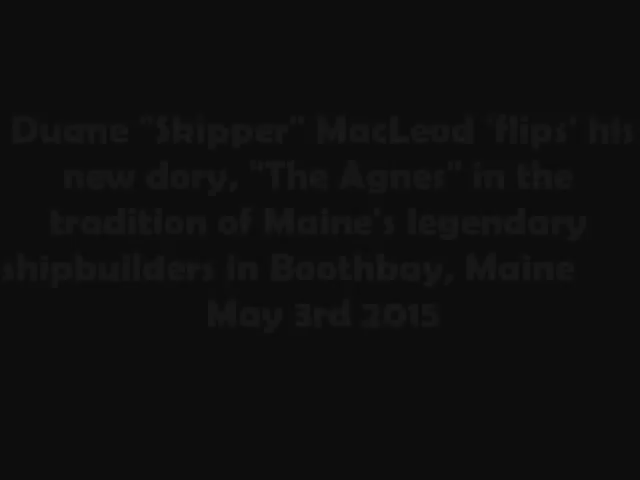 Duane "Skipper" MacLeod 'flips' his
new dory, "The Agnes" in the
tradition of Maine's legendary
shipbuilders in Boothbay, Maine
May 3rd 2015